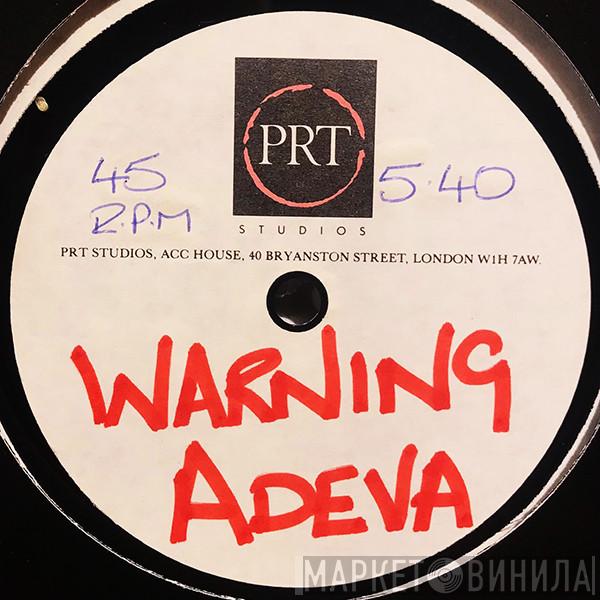 PRT
45
R.P.M
5.40
STUDIOS
PRT STUDIOS, ACC HOUSE, 40 BRYANSTON STREET, LONDON W1H 7AW.
WARNING
ADEVA
МАРКЕТ ВИНИЛА